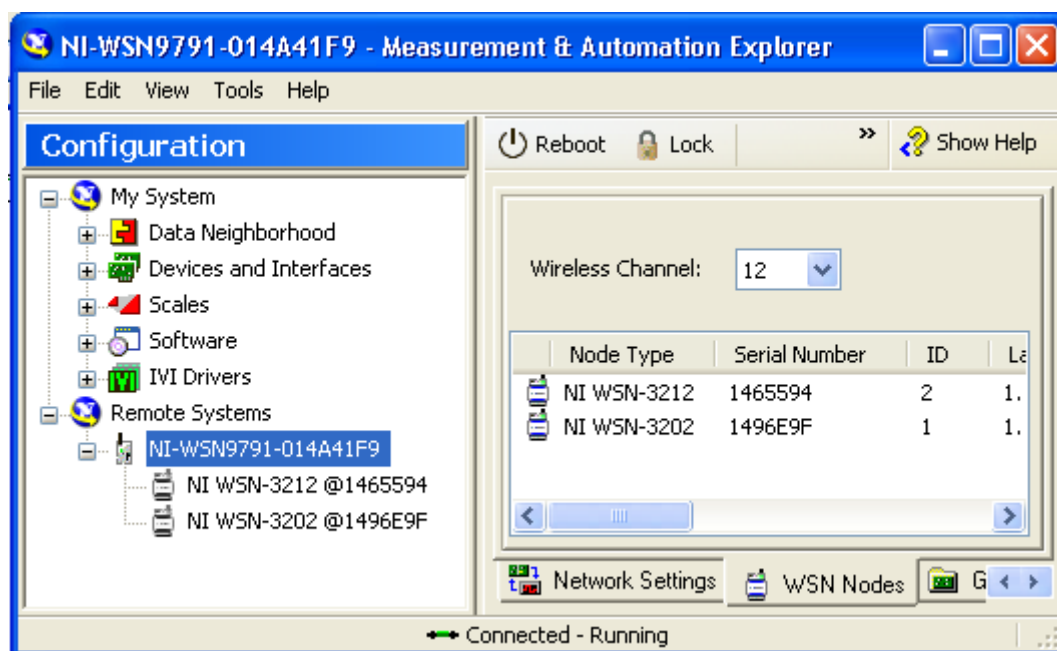 NI-WSN9791-014A41F9 - Measurement & Automation Explorer
File Edit View Tools Help
Configuration
My System
Data Neighborhood
Devices and Interfaces
Scales
Software
IVI Drivers
Remote Systems
NI-WSN9791-014A41F9
NI WSN-3212 @1465594
NI WSN-3202 @1496E9F
Reboot Lock » Show Help
Wireless Channel: 12
Node Type Serial Number ID La
NI WSN-3212 1465594 2 1.
NI WSN-3202 1496E9F 1 1.
Network Settings WSN Nodes G
Connected - Running